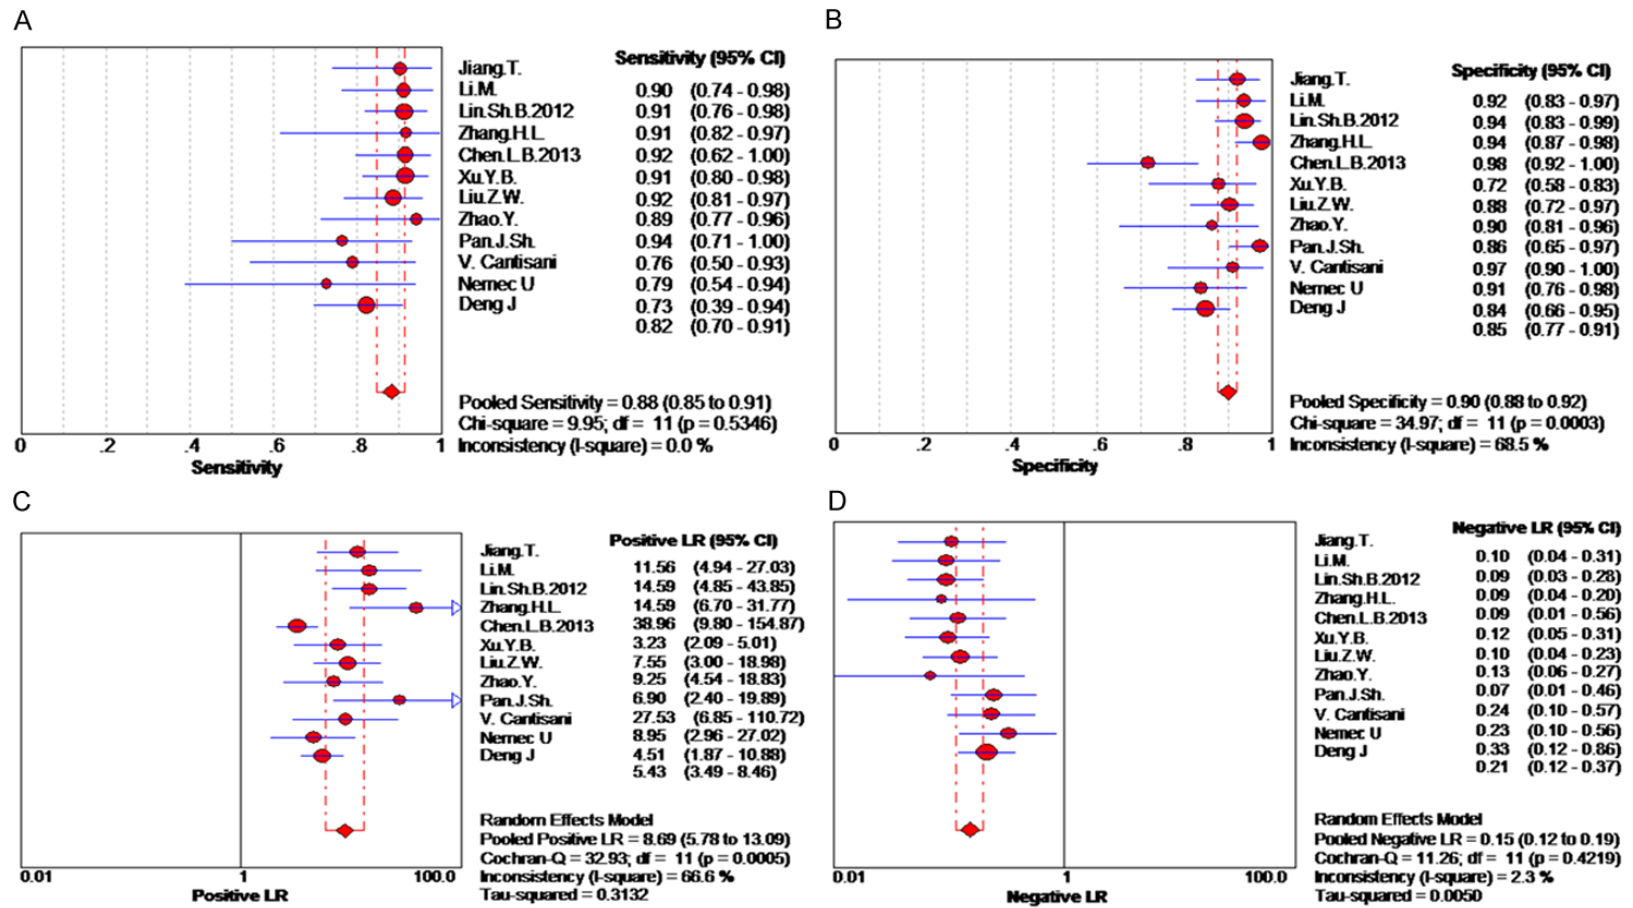 A
Sensitivity (95% CI)
Jiang.T.
Li.M. 0.90 (0.74 - 0.98)
Lin.Sh.B.2012 0.91 (0.76 - 0.98)
Zhang.H.L. 0.91 (0.82 - 0.97)
Chen.L.B.2013 0.92 (0.62 - 1.00)
Xu.Y.B. 0.91 (0.80 - 0.98)
Liu.Z.W. 0.92 (0.81 - 0.97)
Zhao.Y. 0.89 (0.77 - 0.96)
Pan.J.Sh. 0.94 (0.71 - 1.00)
V. Cantisani 0.76 (0.50 - 0.93)
Nemec U 0.79 (0.54 - 0.94)
Deng J 0.73 (0.39 - 0.94)
0.82 (0.70 - 0.91)
Pooled Sensitivity = 0.88 (0.85 to 0.91)
Chi-square = 9.95; df = 11 (p = 0.5346)
Inconsistency (I-square) = 0.0 %
0 .2 .4 .6 .8 1
Sensitivity
B
Specificity (95% CI)
Jiang.T.
Li.M. 0.92 (0.83 - 0.97)
Lin.Sh.B.2012 0.94 (0.83 - 0.99)
Zhang.H.L. 0.94 (0.87 - 0.98)
Chen.L.B.2013 0.98 (0.92 - 1.00)
Xu.Y.B. 0.72 (0.58 - 0.83)
Liu.Z.W. 0.88 (0.72 - 0.97)
Zhao.Y. 0.90 (0.81 - 0.96)
Pan.J.Sh. 0.86 (0.65 - 0.97)
V. Cantisani 0.97 (0.90 - 1.00)
Nemec U 0.91 (0.76 - 0.98)
Deng J 0.84 (0.66 - 0.95)
0.85 (0.77 - 0.91)
Pooled Specificity = 0.90 (0.88 to 0.92)
Chi-square = 34.97; df = 11 (p = 0.0003)
Inconsistency (I-square) = 68.5 %
0 .2 .4 .6 .8 1
Specificity
C
Positive LR (95% CI)
Jiang.T.
Li.M. 11.56 (4.94 - 27.03)
Lin.Sh.B.2012 14.59 (4.85 - 43.85)
Zhang.H.L. 14.59 (6.70 - 31.77)
Chen.L.B.2013 38.96 (9.80 - 154.87)
Xu.Y.B. 3.23 (2.09 - 5.01)
Liu.Z.W. 7.55 (3.00 - 18.98)
Zhao.Y. 9.25 (4.54 - 18.83)
Pan.J.Sh. 6.90 (2.40 - 19.89)
V. Cantisani 27.53 (6.85 - 110.72)
Nemec U 8.95 (2.96 - 27.02)
Deng J 4.51 (1.87 - 10.88)
5.43 (3.49 - 8.46)
Random Effects Model
Pooled Positive LR = 8.69 (5.78 to 13.09)
Cochran-Q = 32.93; df = 11 (p = 0.0005)
Inconsistency (I-square) = 66.6 %
Tau-squared = 0.3132
0.01 1 100.0
Positive LR
D
Negative LR (95% CI)
Jiang.T.
Li.M. 0.10 (0.04 - 0.31)
Lin.Sh.B.2012 0.09 (0.03 - 0.28)
Zhang.H.L. 0.09 (0.04 - 0.20)
Chen.L.B.2013 0.09 (0.01 - 0.56)
Xu.Y.B. 0.12 (0.05 - 0.31)
Liu.Z.W. 0.10 (0.04 - 0.23)
Zhao.Y. 0.13 (0.06 - 0.27)
Pan.J.Sh. 0.07 (0.01 - 0.46)
V. Cantisani 0.24 (0.10 - 0.57)
Nemec U 0.23 (0.10 - 0.56)
Deng J 0.33 (0.12 - 0.86)
0.21 (0.12 - 0.37)
Random Effects Model
Pooled Negative LR = 0.15 (0.12 to 0.19)
Cochran-Q = 11.26; df = 11 (p = 0.4219)
Inconsistency (I-square) = 2.3 %
Tau-squared = 0.0050
0.01 1 100.0
Negative LR